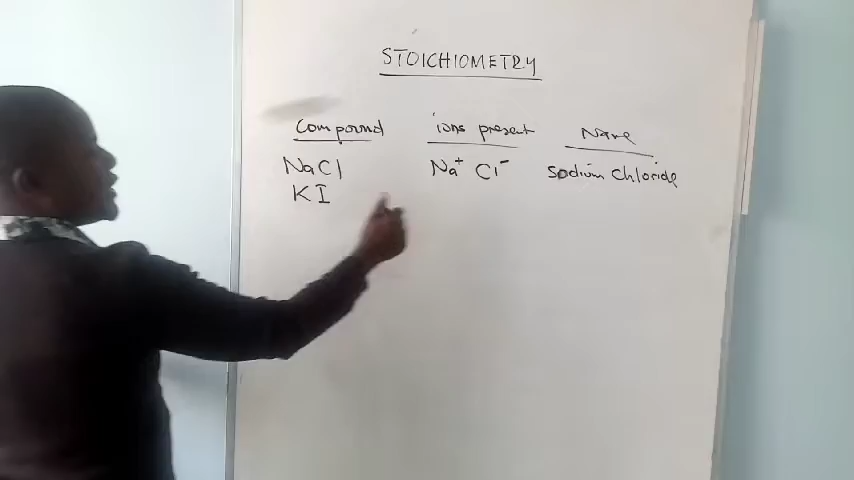 STOICHIOMETRY
Compound ions present Name
NaCl Na⁺ Cl⁻ Sodium Chloride
KI